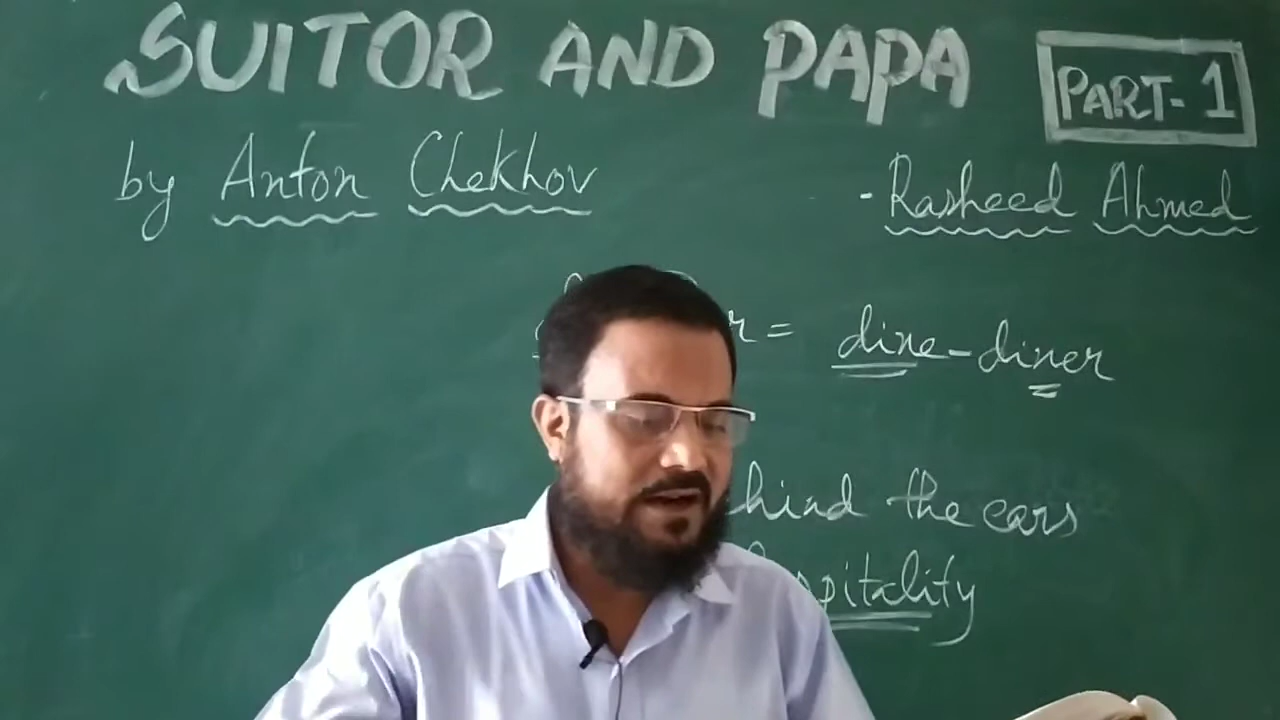 SUITOR AND PAPA
PART-1
by Anton Chekhov
- Rasheed Ahmed
= dine - diner
the ears